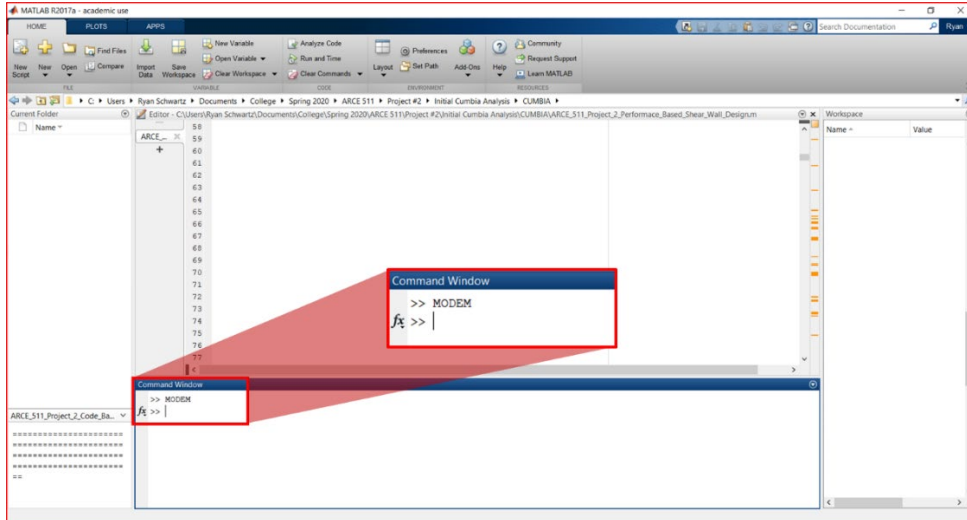 MATLAB R2017a - academic use
HOME PLOTS APPS
Search Documentation Ryan
New Script
New
Open
Find Files
Compare
FILE
Import Data
Save Workspace
New Variable
Open Variable
Clear Workspace
VARIABLE
Analyze Code
Run and Time
Clear Commands
CODE
Layout
Preferences
Set Path
Add-Ons
ENVIRONMENT
Help
Community
Request Support
Learn MATLAB
RESOURCES
C: Users Ryan Schwartz Documents College Spring 2020 ARCE 511 Project #2 Initial Cumbia Analysis CUMBIA
Current Folder
Name
Editor - C:\Users\Ryan Schwartz\Documents\College\Spring 2020\ARCE 511\Project #2\Initial Cumbia Analysis\CUMBIA\ARCE_511_Project_2_Performace_Based_Shear_Wall_Design.m
ARCE_...
+
58
59
60
61
62
63
64
65
66
67
68
69
70
71
72
73
74
75
76
77
Workspace
Name Value
Command Window
>> MODEM
fx >>
Command Window
>> MODEM
fx >>
ARCE_511_Project_2_Code_Ba...
======================
======================
======================
======================
==